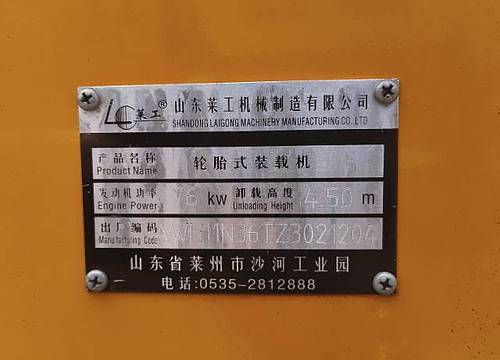 莱工® 山东莱工机械制造有限公司
SHANDONG LAIGONG MACHINERY MANUFACTURING CO.,LTD
产品名称 轮胎式装载机
Product Name
发动机功率 76 kw 卸载高度 4.50 m
Engine Power Unloading Height
出厂编码
Manufacturing Code
山东省莱州市沙河工业园
电话:0535-2812888